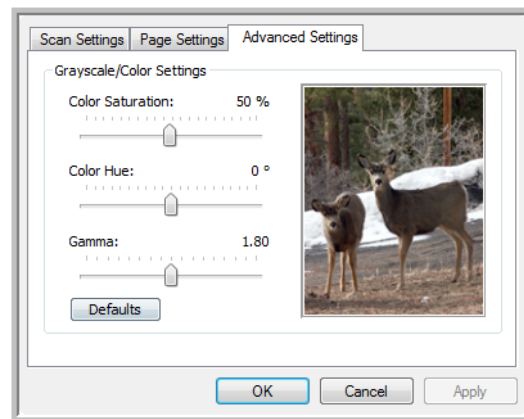 Scan Settings Page Settings Advanced Settings
Grayscale/Color Settings
Color Saturation: 50 %
Color Hue: 0 °
Gamma: 1.80
Defaults
OK Cancel Apply